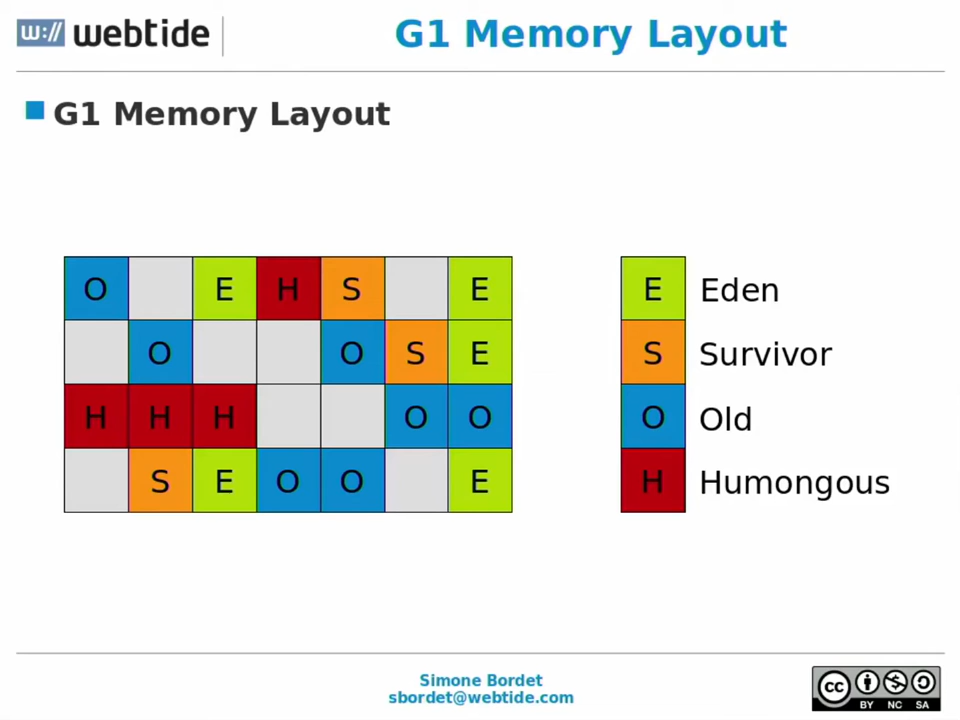 w:// webtide
G1 Memory Layout
G1 Memory Layout
O E H S E
O O S E
H H H O O
S E O O E
E Eden
S Survivor
O Old
H Humongous
Simone Bordet
sbordet@webtide.com
cc
BY NC SA